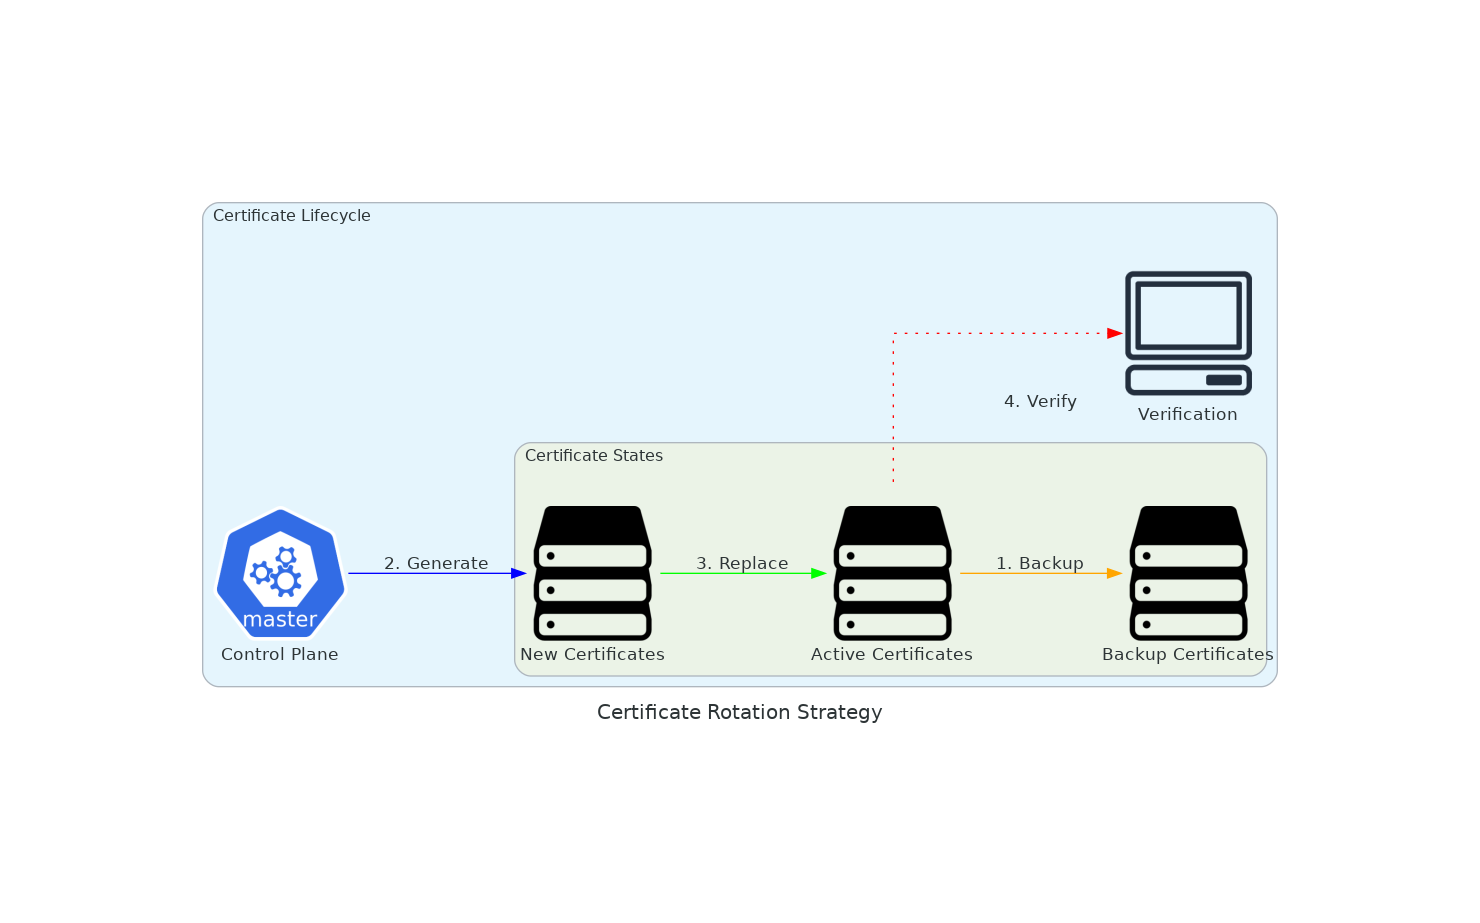 Certificate Lifecycle
4. Verify
Verification
Certificate States
2. Generate
3. Replace
1. Backup
master
Control Plane
New Certificates
Active Certificates
Backup Certificates
Certificate Rotation Strategy